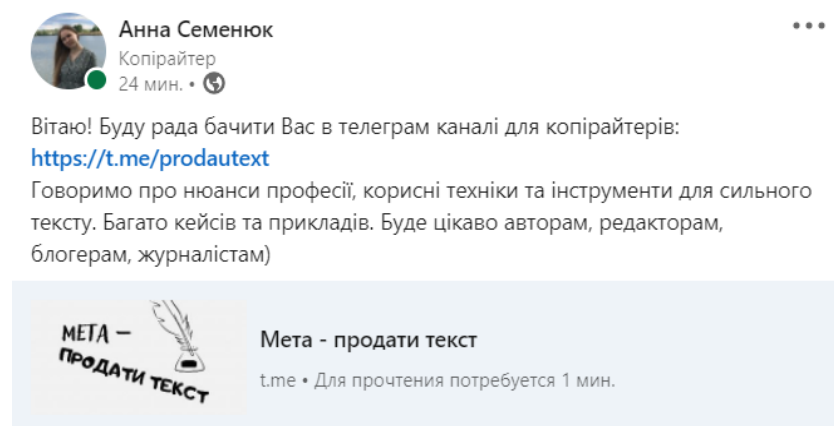 Анна Семенюк
Копірайтер
24 мин. •
Вітаю! Буду рада бачити Вас в телеграм каналі для копірайтерів:
https://t.me/prodautext
Говоримо про нюанси професії, корисні техніки та інструменти для сильного
тексту. Багато кейсів та прикладів. Буде цікаво авторам, редакторам,
блогерам, журналістам)
МЕТА –
ПРОДАТИ ТЕКСТ
Мета - продати текст
t.me • Для прочтения потребуется 1 мин.